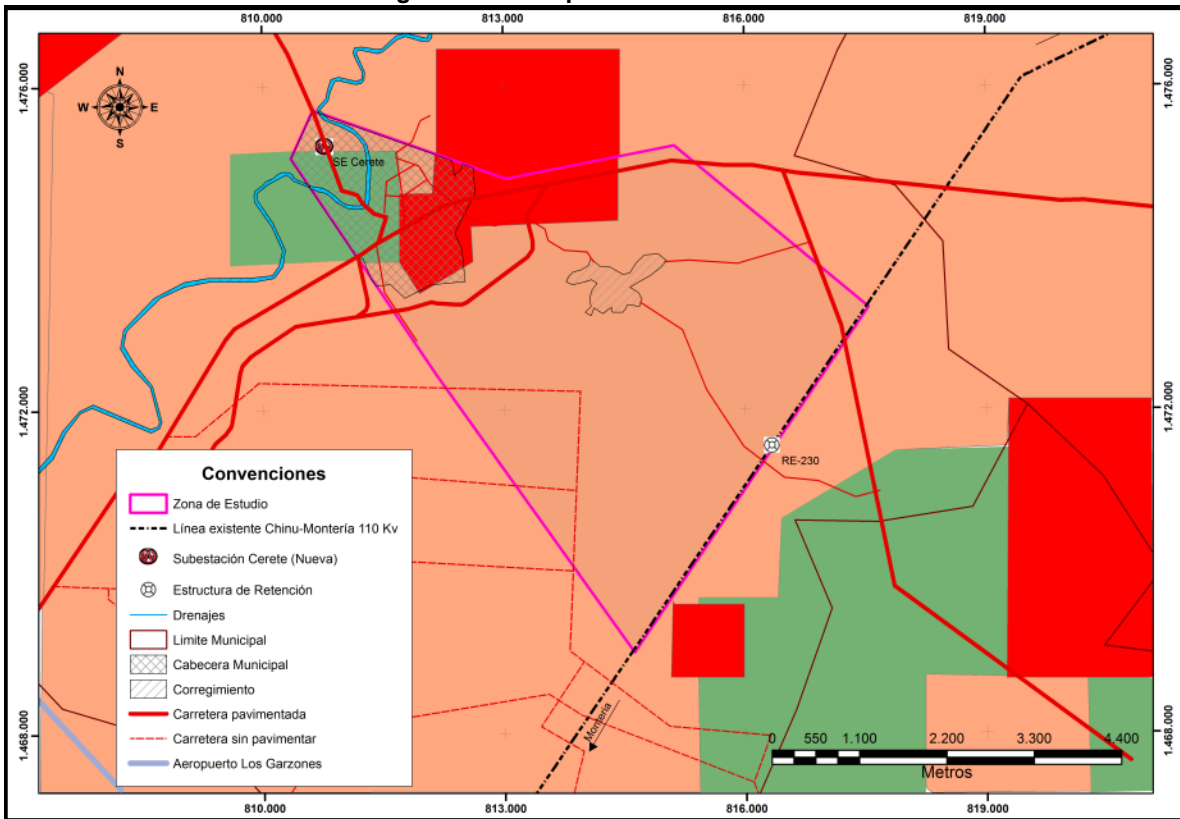 810.000 813.000 816.000 819.000
1.476.000
1.476.000
N
W E
S
SE Cerete
1.472.000
1.472.000
RE-230
Convenciones
Zona de Estudio
Línea existente Chinu-Montería 110 Kv
Subestación Cerete (Nueva)
Estructura de Retención
Drenajes
Limite Municipal
Cabecera Municipal
Corregimiento
Carretera pavimentada
Carretera sin pavimentar
Aeropuerto Los Garzones
Montería
1.468.000
1.468.000
0 550 1.100 2.200 3.300 4.400
Metros
810.000 813.000 816.000 819.000